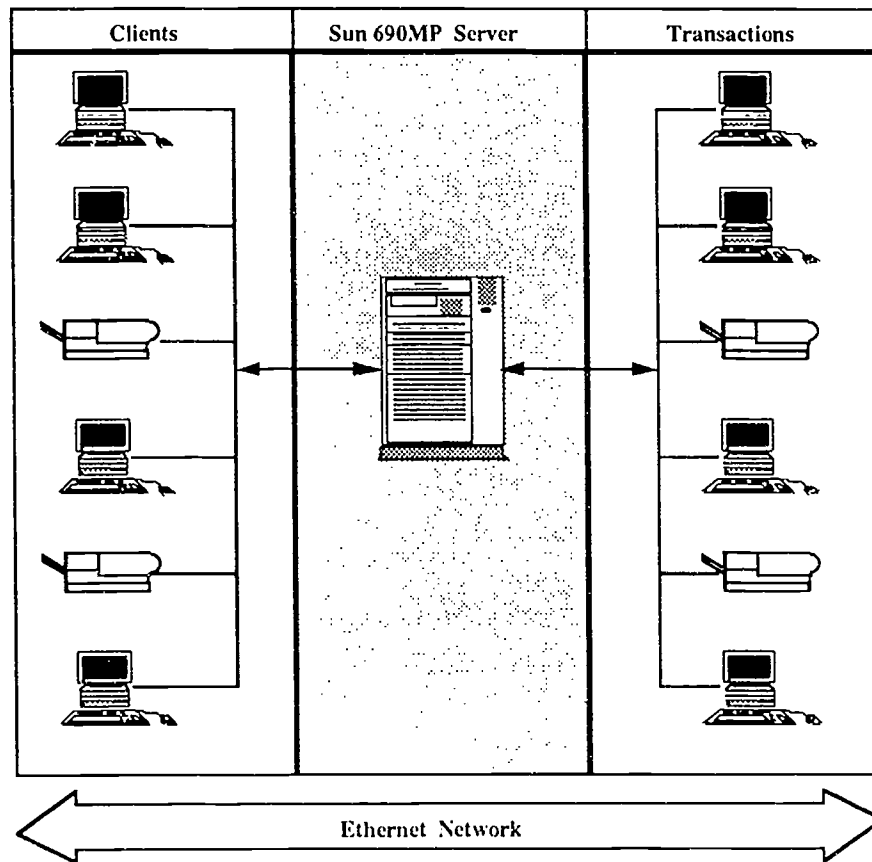 Clients
Sun 690MP Server
Transactions
Ethernet Network